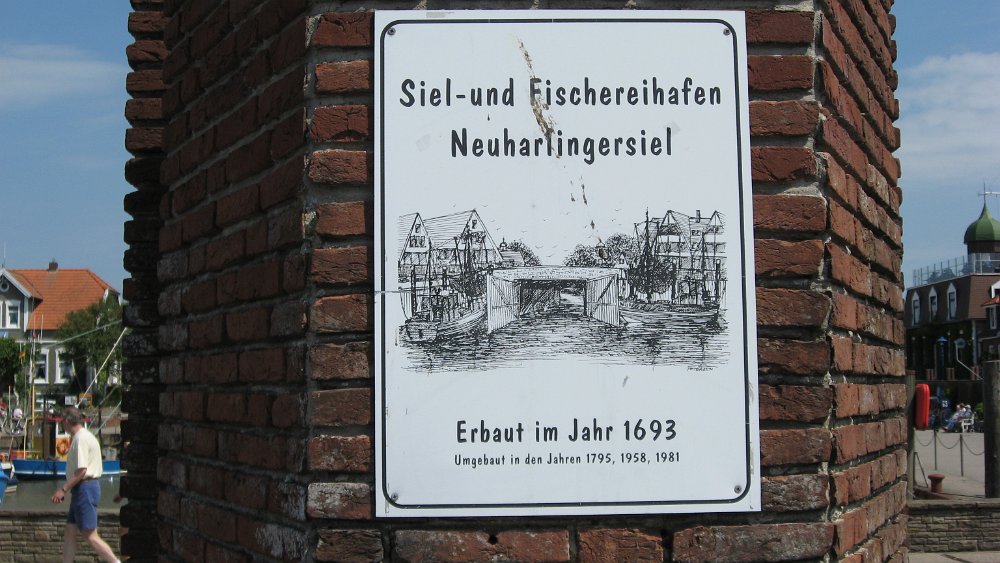 Siel-und Fischereihafen
Neuharlingersiel
Erbaut im Jahr 1693
Umgebaut in den Jahren 1795, 1958, 1981